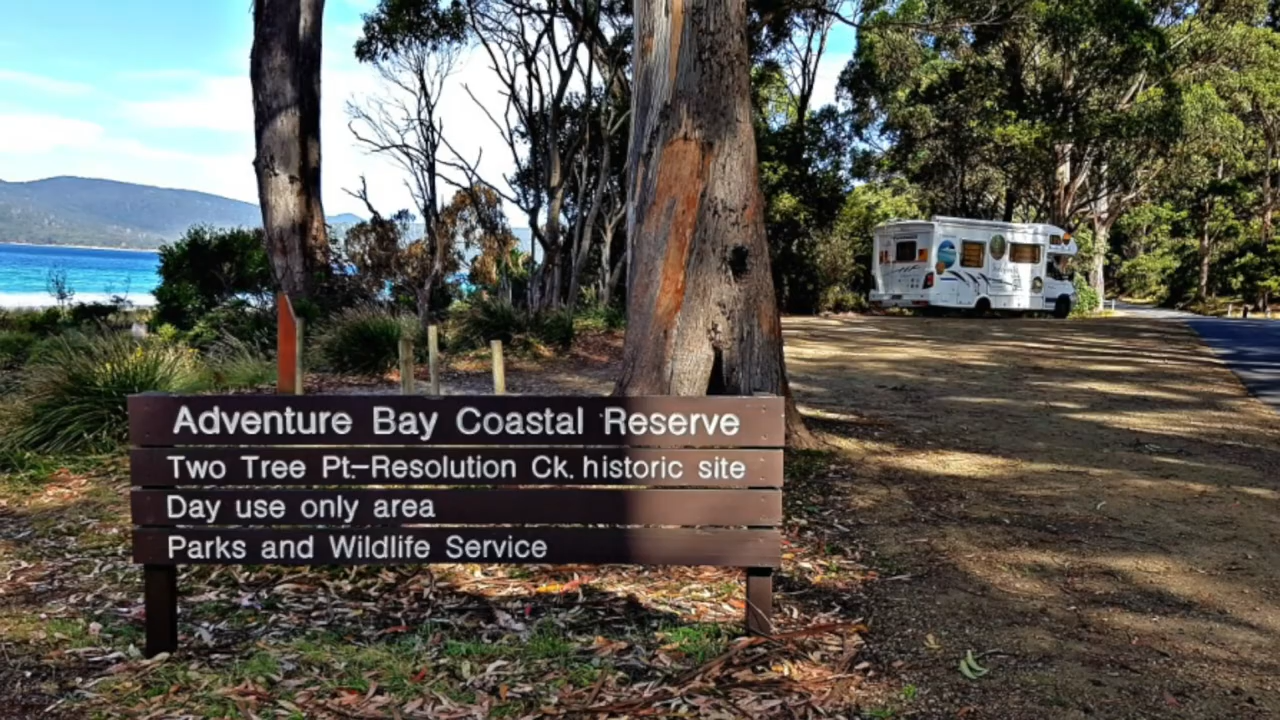 Adventure Bay Coastal Reserve
Two Tree Pt.-Resolution Ck. historic site
Day use only area
Parks and Wildlife Service